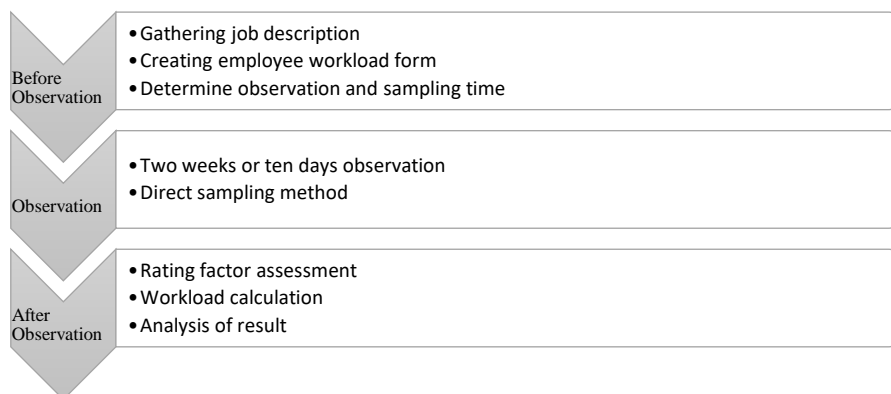 Before
Observation
•Gathering job description
•Creating employee workload form
•Determine observation and sampling time
Observation
•Two weeks or ten days observation
•Direct sampling method
After
Observation
•Rating factor assessment
•Workload calculation
•Analysis of result